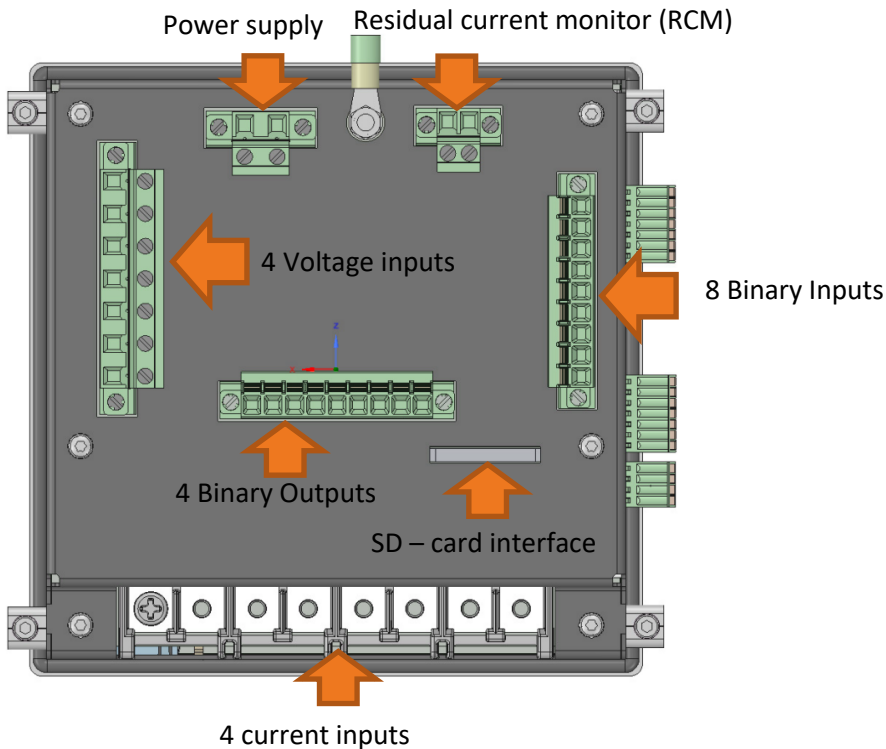 Power supply
Residual current monitor (RCM)
4 Voltage inputs
8 Binary Inputs
z
x
4 Binary Outputs
SD – card interface
4 current inputs